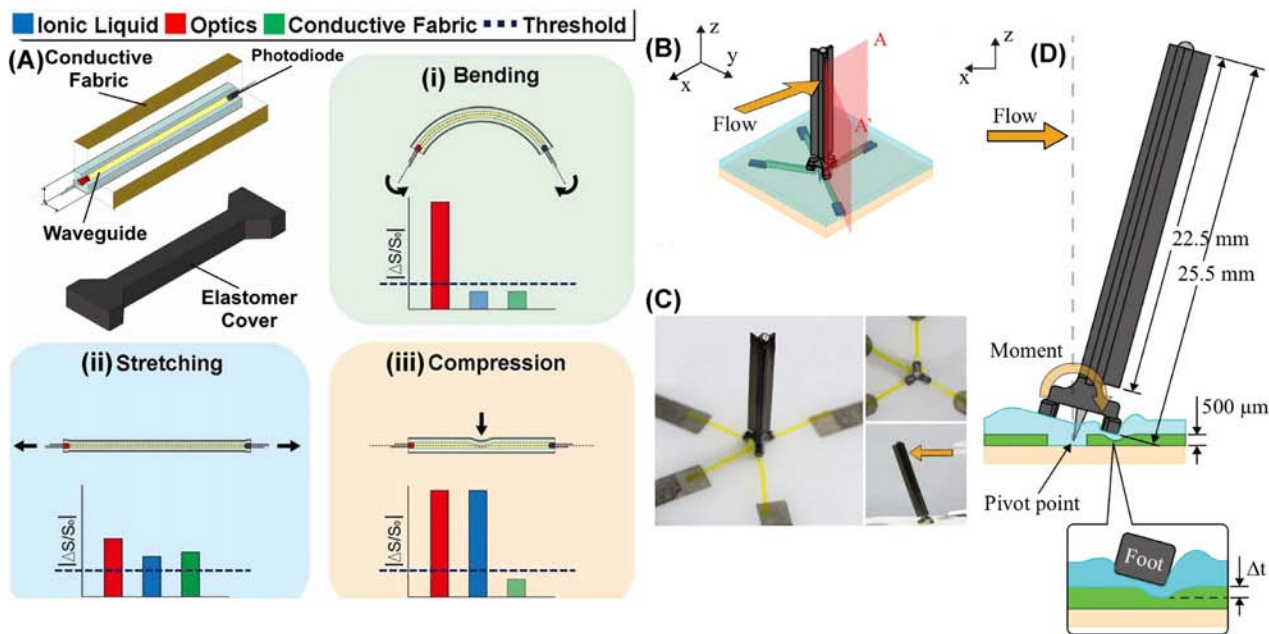 Ionic Liquid Optics Conductive Fabric Threshold
(A)
Conductive
Fabric
Photodiode
Waveguide
Elastomer
Cover
(i) Bending
|ΔS/S₀|
(ii) Stretching
|ΔS/S₀|
(iii) Compression
|ΔS/S₀|
(B)
z
y
x
A
A'
Flow
(C)
(D)
z
x
Flow
22.5 mm
25.5 mm
Moment
500 μm
Pivot point
Foot
Δt